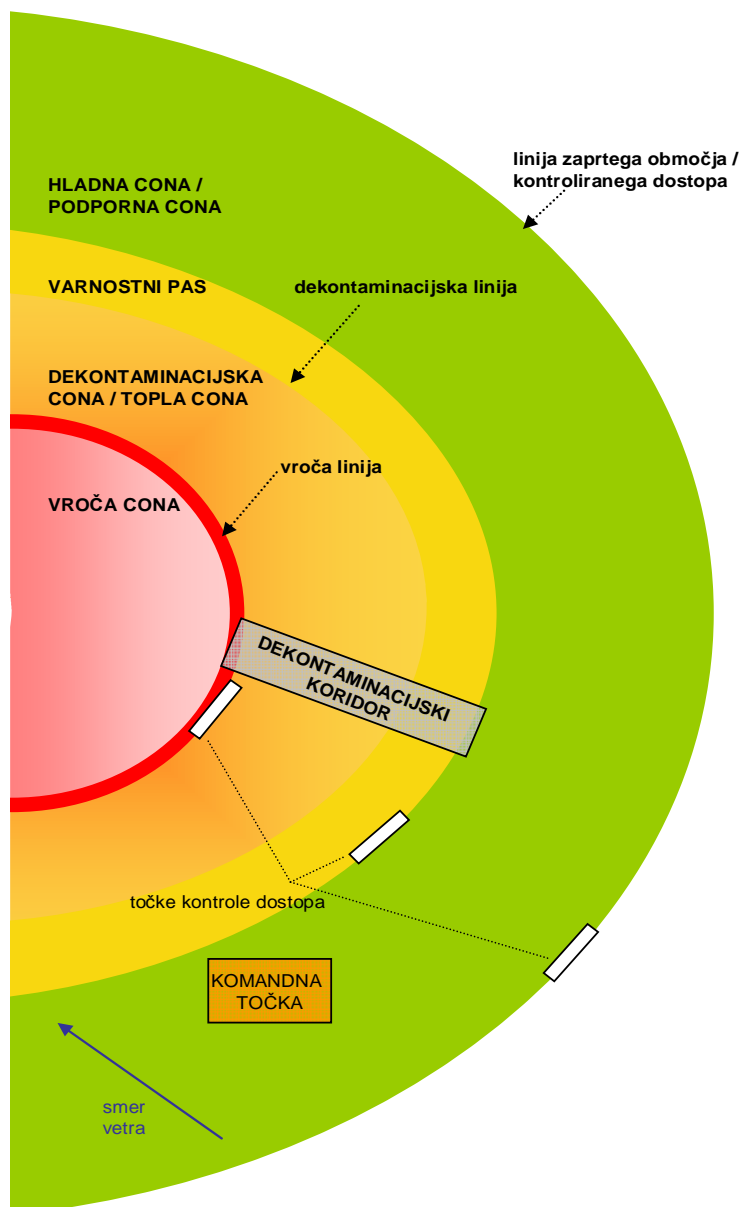 linija zaprtega območja /
kontroliranega dostopa
HLADNA CONA /
PODPORNA CONA
VARNOSTNI PAS
dekontaminacijska linija
DEKONTAMINACIJSKA
CONA / TOPLA CONA
vroča linija
VROČA CONA
DEKONTAMINACIJSKI
KORIDOR
točke kontrole dostopa
KOMANDNA
TOČKA
smer
vetra